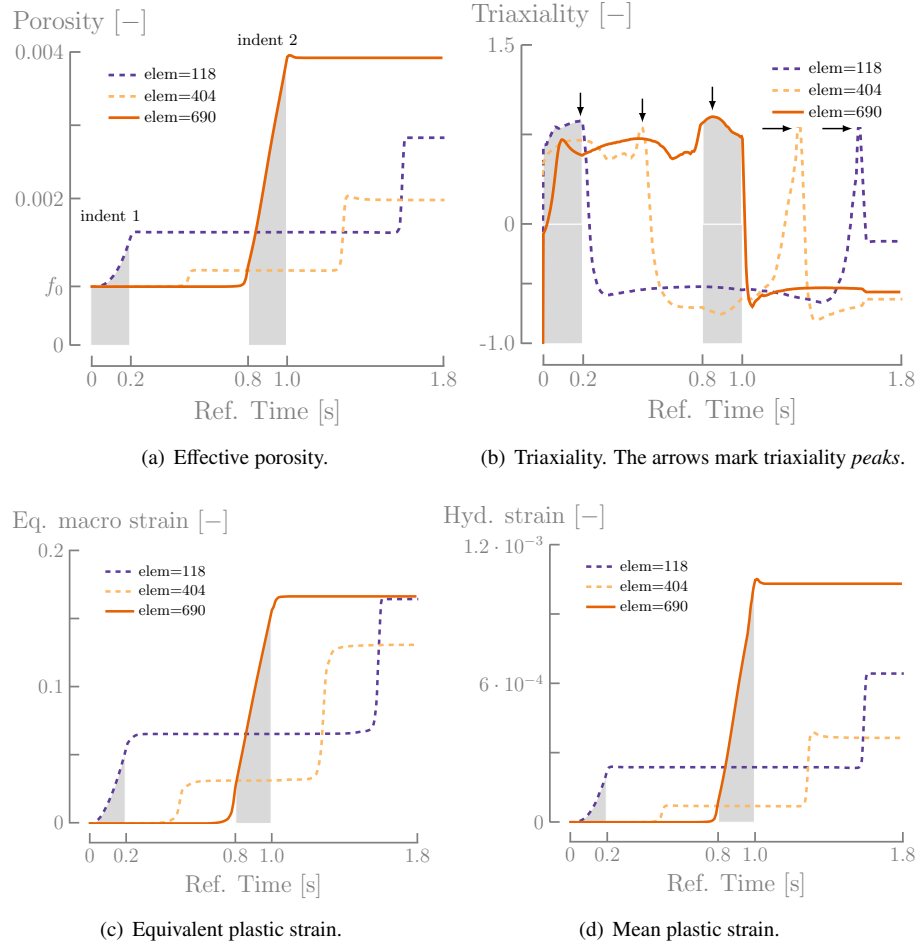 Porosity [−]
0.004
0.002
f0
0
indent 1
indent 2
elem=118
elem=404
elem=690
0
0.2
0.8
1.0
1.8
Ref. Time [s]
(a) Effective porosity.
Triaxiality [−]
1.5
0
-1.0
elem=118
elem=404
elem=690
0
0.2
0.8
1.0
1.8
Ref. Time [s]
(b) Triaxiality. The arrows mark triaxiality peaks.
Eq. macro strain [−]
0.2
0.1
0
elem=118
elem=404
elem=690
0
0.2
0.8
1.0
1.8
Ref. Time [s]
(c) Equivalent plastic strain.
Hyd. strain [−]
1.2 · 10⁻³
6 · 10⁻⁴
0
elem=118
elem=404
elem=690
0
0.2
0.8
1.0
1.8
Ref. Time [s]
(d) Mean plastic strain.